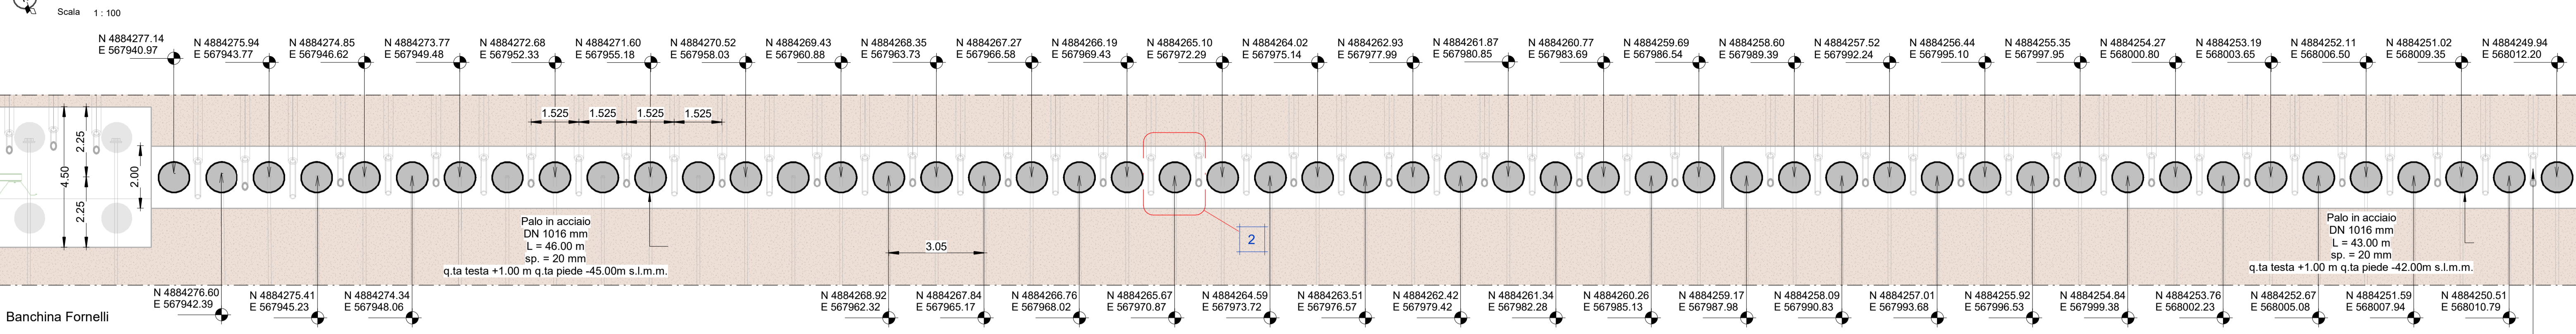 Scala 1 : 100
N 4884277.14
E 567940.97
N 4884275.94
E 567943.77
N 4884274.85
E 567946.62
N 4884273.77
E 567949.48
N 4884272.68
E 567952.33
N 4884271.60
E 567955.18
N 4884270.52
E 567958.03
N 4884269.43
E 567960.88
N 4884268.35
E 567963.73
N 4884267.27
E 567966.58
N 4884266.19
E 567969.43
N 4884265.10
E 567972.29
N 4884264.02
E 567975.14
N 4884262.93
E 567977.99
N 4884261.87
E 567980.85
N 4884260.77
E 567983.69
N 4884259.69
E 567986.54
N 4884258.60
E 567989.39
N 4884257.52
E 567992.24
N 4884256.44
E 567995.10
N 4884255.35
E 567997.95
N 4884254.27
E 568000.80
N 4884253.19
E 568003.65
N 4884252.11
E 568006.50
N 4884251.02
E 568009.35
N 4884249.94
E 568012.20
1.525 1.525 1.525 1.525
4.50
2.25
2.25
2.00
Palo in acciaio
DN 1016 mm
L = 46.00 m
sp. = 20 mm
q.ta testa +1.00 m q.ta piede -45.00m s.l.m.m.
3.05
2
Palo in acciaio
DN 1016 mm
L = 43.00 m
sp. = 20 mm
q.ta testa +1.00 m q.ta piede -42.00m s.l.m.m.
N 4884276.60
E 567942.39
N 4884275.41
E 567945.23
N 4884274.34
E 567948.06
N 4884268.92
E 567962.32
N 4884267.84
E 567965.17
N 4884266.76
E 567968.02
N 4884265.67
E 567970.87
N 4884264.59
E 567973.72
N 4884263.51
E 567976.57
N 4884262.42
E 567979.42
N 4884261.34
E 567982.28
N 4884260.26
E 567985.13
N 4884259.17
E 567987.98
N 4884258.09
E 567990.83
N 4884257.01
E 567993.68
N 4884255.92
E 567996.53
N 4884254.84
E 567999.38
N 4884253.76
E 568002.23
N 4884252.67
E 568005.08
N 4884251.59
E 568007.94
N 4884250.51
E 568010.79
Banchina Fornelli